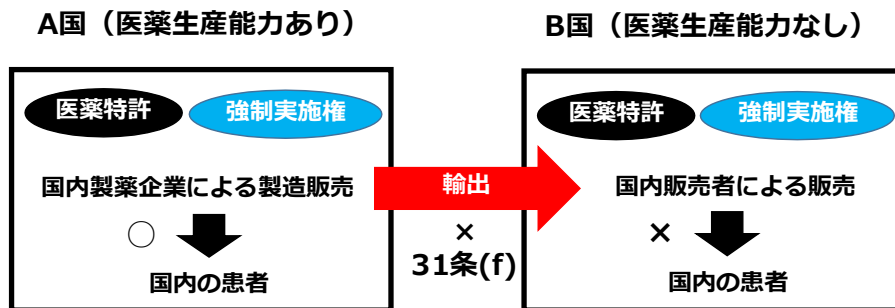 A国（医薬生産能力あり）
B国（医薬生産能力なし）
医薬特許
強制実施権
国内製薬企業による製造販売
○
国内の患者
輸出
×
31条(f)
医薬特許
強制実施権
国内販売者による販売
×
国内の患者